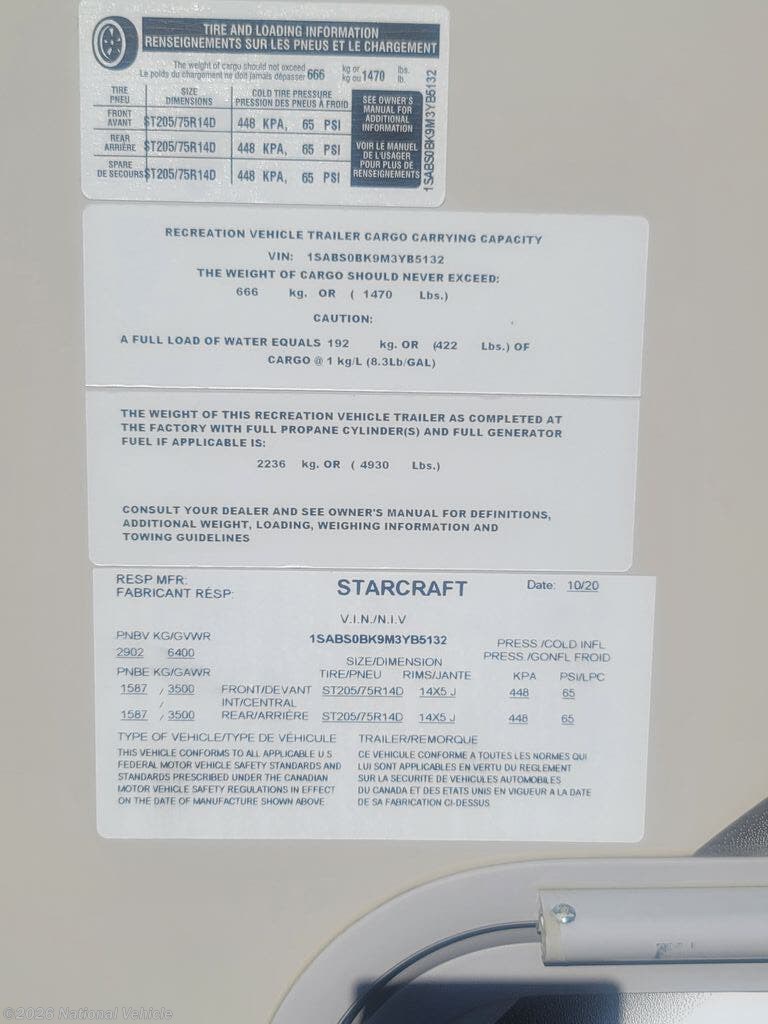 TIRE AND LOADING INFORMATION
RENSEIGNEMENTS SUR LES PNEUS ET LE CHARGEMENT
The weight of cargo should not exceed
Le poids du chargement ne doit jamais dépasser 666 kg or kg ou 1470 lbs. lb.
TIRE PNEU SIZE DIMENSIONS COLD TIRE PRESSURE PRESSION DES PNEUS A FROID
FRONT AVANT ST205/75R14D 448 KPA, 65 PSI
REAR ARRIÈRE ST205/75R14D 448 KPA, 65 PSI
SPARE DE SECOURS ST205/75R14D 448 KPA, 65 PSI
SEE OWNER'S
MANUAL FOR
ADDITIONAL
INFORMATION
VOIR LE MANUEL
DE L'USAGER
POUR PLUS DE
RENSEIGNEMENTS
1SABS0BK9M3YB5132
RECREATION VEHICLE TRAILER CARGO CARRYING CAPACITY
VIN: 1SABS0BK9M3YB5132
THE WEIGHT OF CARGO SHOULD NEVER EXCEED:
666 kg. OR ( 1470 Lbs.)
CAUTION:
A FULL LOAD OF WATER EQUALS 192 kg. OR (422 Lbs.) OF
CARGO @ 1 kg/L (8.3Lb/GAL)
THE WEIGHT OF THIS RECREATION VEHICLE TRAILER AS COMPLETED AT
THE FACTORY WITH FULL PROPANE CYLINDER(S) AND FULL GENERATOR
FUEL IF APPLICABLE IS:
2236 kg. OR ( 4930 Lbs.)
CONSULT YOUR DEALER AND SEE OWNER'S MANUAL FOR DEFINITIONS,
ADDITIONAL WEIGHT, LOADING, WEIGHING INFORMATION AND
TOWING GUIDELINES
RESP MFR:
FABRICANT RÉSP:
STARCRAFT
Date: 10/20
V.I.N./N.I.V
1SABS0BK9M3YB5132
PNBV KG/GVWR
2902 6400
PRESS./COLD INFL
PRESS./GONFL FROID
SIZE/DIMENSION
PNBE KG/GAWR TIRE/PNEU RIMS/JANTE KPA PSI/LPC
1587 / 3500 FRONT/DEVANT ST205/75R14D 14X5 J 448 65
/ INT/CENTRAL
1587 / 3500 REAR/ARRIÈRE ST205/75R14D 14X5 J 448 65
TYPE OF VEHICULE/TYPE DE VÉHICULE TRAILER/REMORQUE
THIS VEHICLE CONFORMS TO ALL APPLICABLE U.S
FEDERAL MOTOR VEHICLE SAFETY STANDARDS AND
STANDARDS PRESCRIBED UNDER THE CANADIAN
MOTOR VEHICLE SAFETY REGULATIONS IN EFFECT
ON THE DATE OF MANUFACTURE SHOWN ABOVE
CE VEHICULE CONFORME A TOUTES LES NORMES QUI
LUI SONT APPLICABLES EN VERTU DU REGLEMENT
SUR LA SECURITE DE VEHICULES AUTOMOBILES
DU CANADA ET DES ETATS UNIS EN VIGUEUR A LA DATE
DE SA FABRICATION CI-DESSUS
©2026 National Vehicle